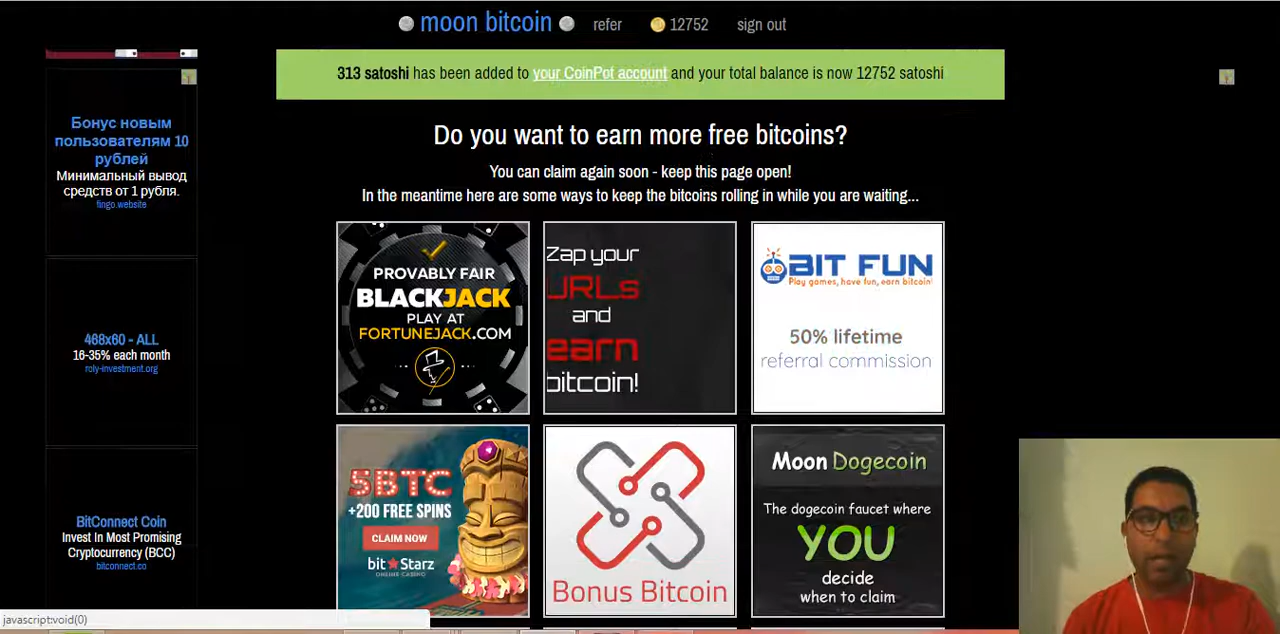 moon bitcoin
refer
12752
sign out
313 satoshi has been added to your CoinPot account and your total balance is now 12752 satoshi
Do you want to earn more free bitcoins?
You can claim again soon - keep this page open!
In the meantime here are some ways to keep the bitcoins rolling in while you are waiting...
Бонус новым
пользователям 10
рублей
Минимальный вывод
средств от 1 рубля.
fingo.website
468x60 - ALL
16-35% each month
roly-investment.org
BitConnect Coin
Invest In Most Promising
Cryptocurrency (BCC)
bitconnect.co
PROVABLY FAIR
BLACKJACK
PLAY AT
FORTUNEJACK.COM
Zap your
URLs
and
earn
bitcoin!
BIT FUN
Play games, have fun, earn bitcoin!
50% lifetime
referral commission
5BTC
+200 FREE SPINS
CLAIM NOW
bitStarz
ONLINE CASINO
Bonus Bitcoin
Moon Dogecoin
The dogecoin faucet where
YOU
decide
when to claim
javascript:void(0)